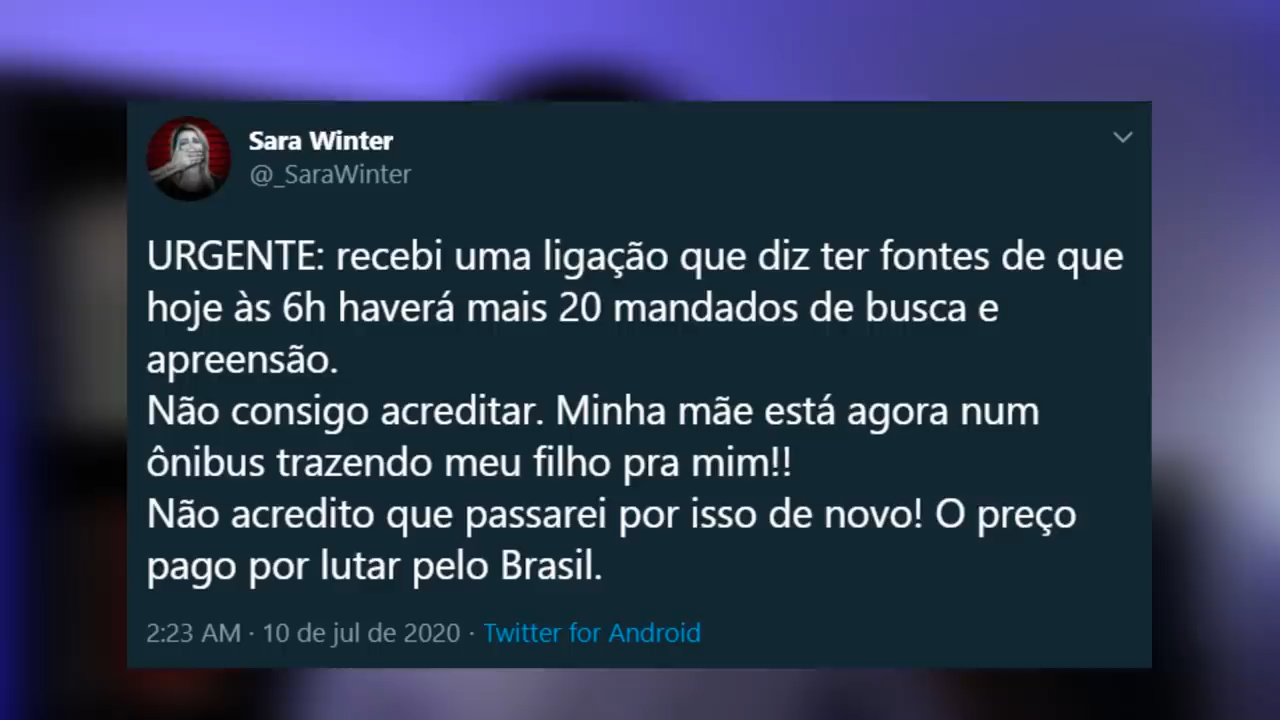 Sara Winter
@_SaraWinter
URGENTE: recebi uma ligação que diz ter fontes de que
hoje às 6h haverá mais 20 mandados de busca e
apreensão.
Não consigo acreditar. Minha mãe está agora num
ônibus trazendo meu filho pra mim!!
Não acredito que passarei por isso de novo! O preço
pago por lutar pelo Brasil.
2:23 AM · 10 de jul de 2020 · Twitter for Android